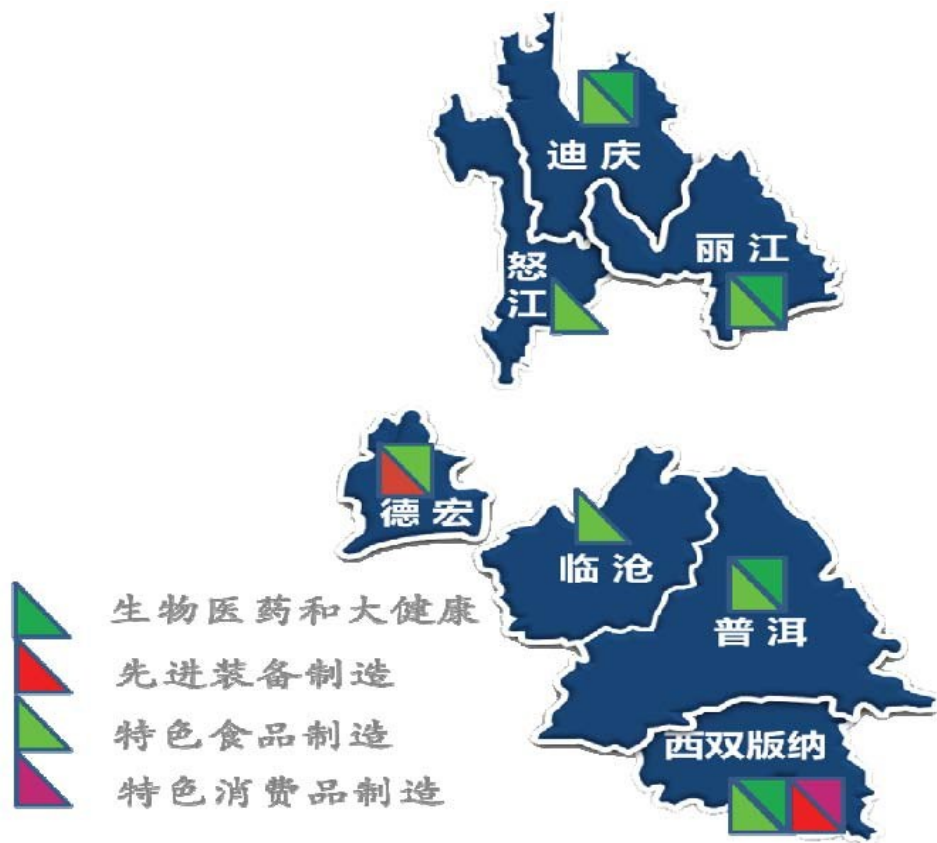 迪庆
丽江
怒
江
德宏
临沧
普洱
西双版纳
生物医药和大健康
先进装备制造
特色食品制造
特色消费品制造